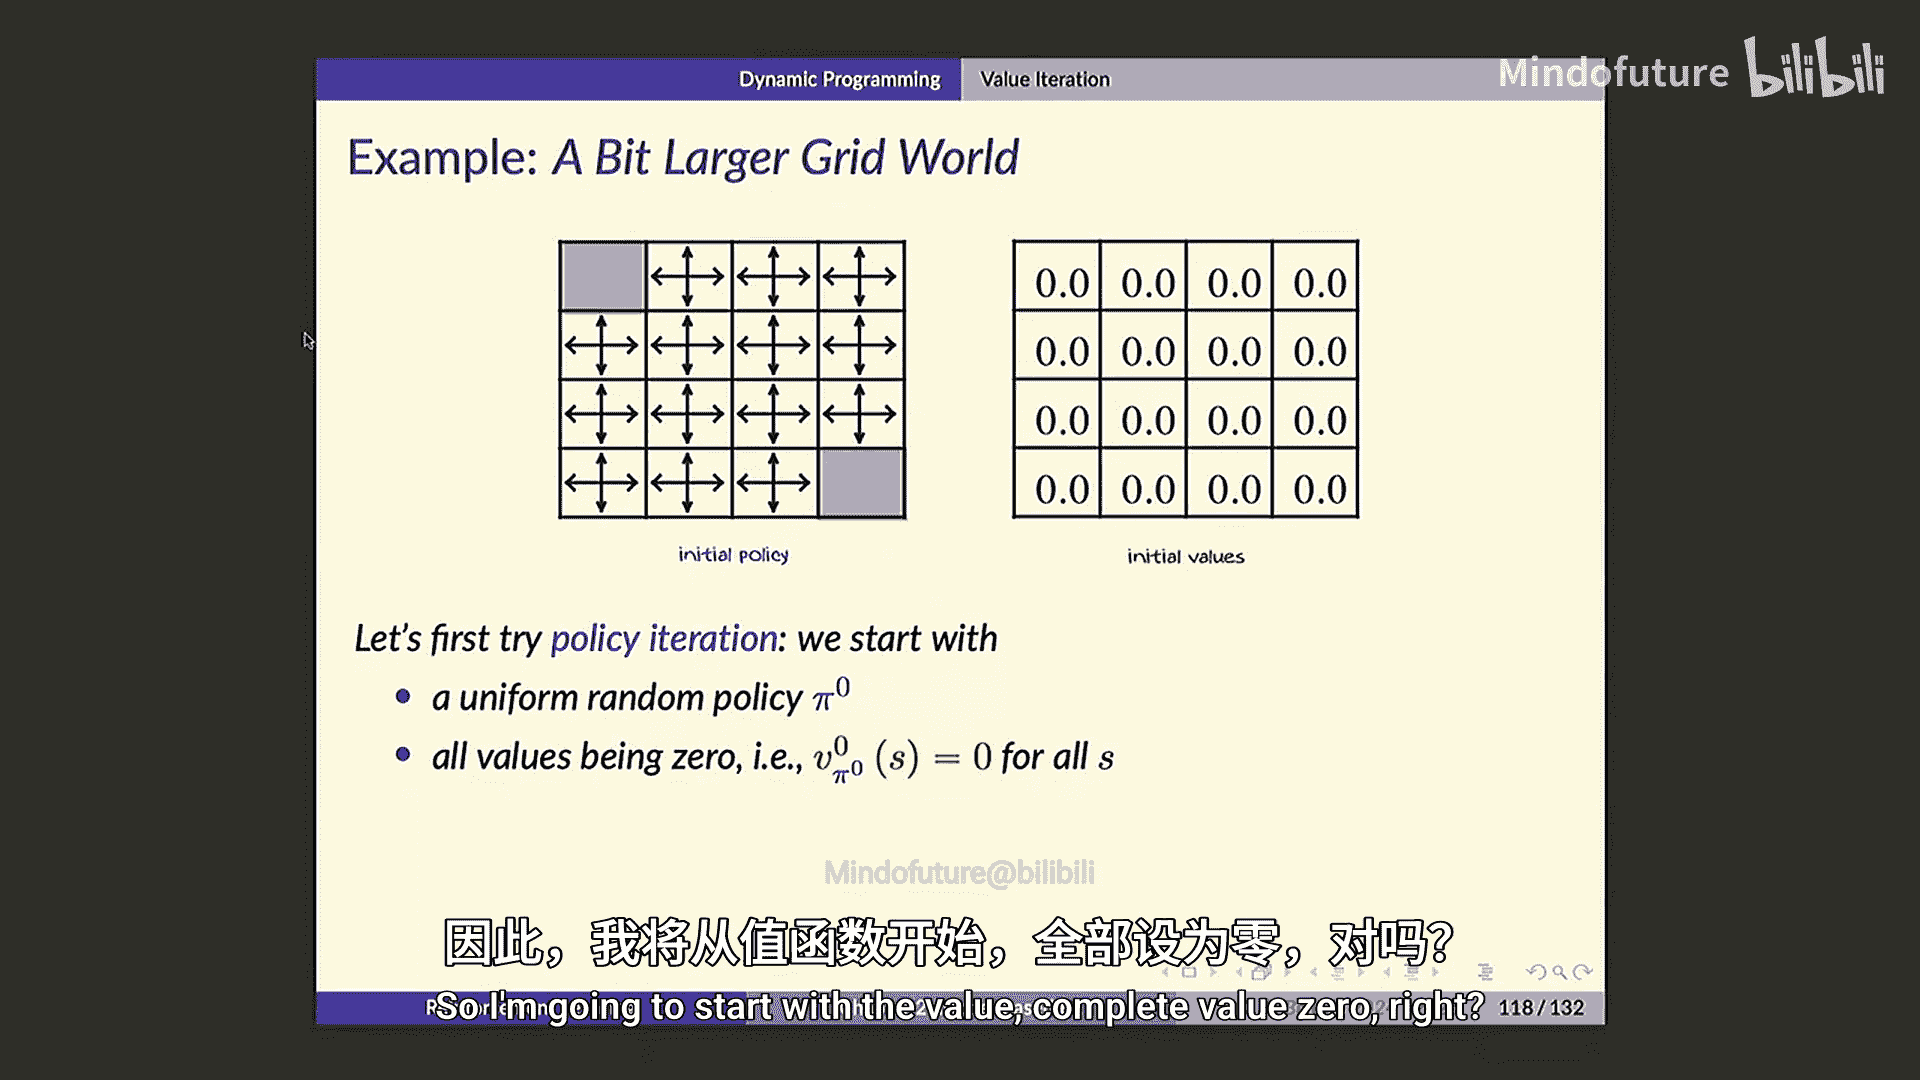 Mindofuture bilibili
Dynamic Programming Value Iteration
Example: A Bit Larger Grid World
0.0 0.0 0.0 0.0
0.0 0.0 0.0 0.0
0.0 0.0 0.0 0.0
0.0 0.0 0.0 0.0
initial policy initial values
Let's first try policy iteration: we start with
• a uniform random policy π⁰
• all values being zero, i.e., v⁰_π⁰ (s) = 0 for all s
Mindofuture@bilibili
因此，我将从值函数开始，全部设为零，对吗？
So I'm going to start with the value, complete value zero, right?
118 / 132